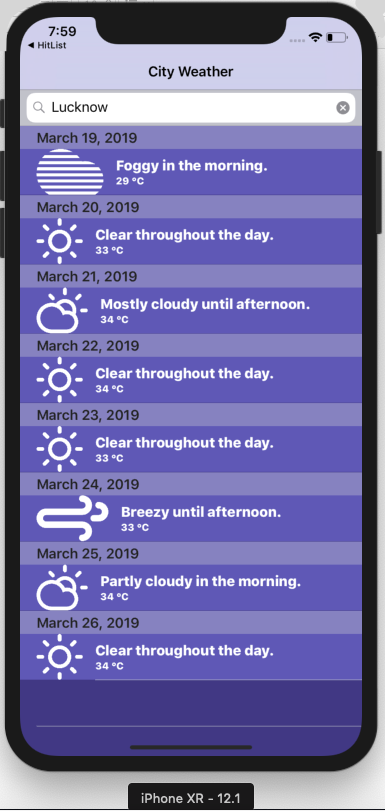 7:59
HitList
City Weather
Lucknow
March 19, 2019
Foggy in the morning.
29 °C
March 20, 2019
Clear throughout the day.
33 °C
March 21, 2019
Mostly cloudy until afternoon.
34 °C
March 22, 2019
Clear throughout the day.
34 °C
March 23, 2019
Clear throughout the day.
33 °C
March 24, 2019
Breezy until afternoon.
33 °C
March 25, 2019
Partly cloudy in the morning.
34 °C
March 26, 2019
Clear throughout the day.
34 °C
iPhone XR - 12.1